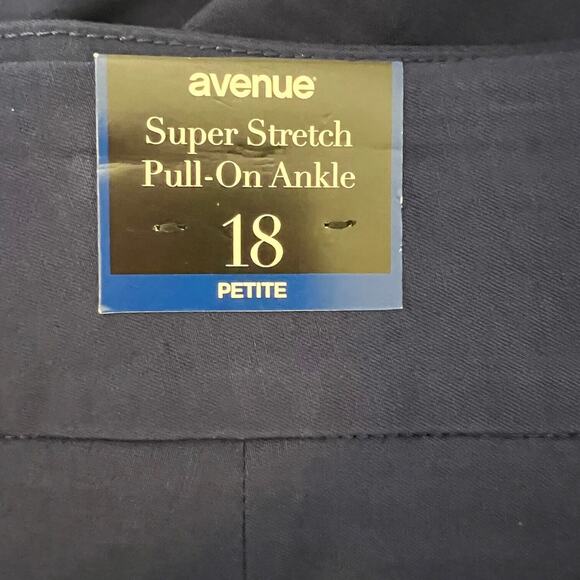 avenue
Super Stretch
Pull-On Ankle
18
PETITE